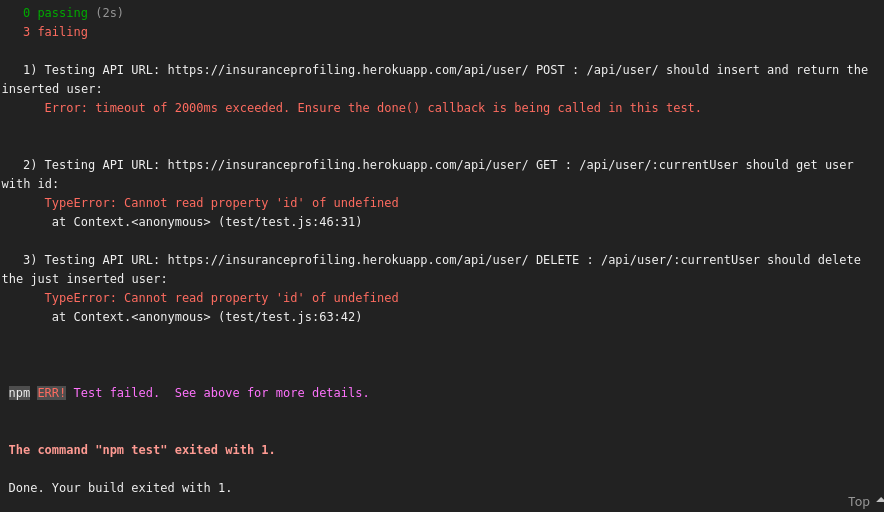 0 passing (2s)
3 failing
1) Testing API URL: https://insuranceprofiling.herokuapp.com/api/user/ POST : /api/user/ should insert and return the
inserted user:
Error: timeout of 2000ms exceeded. Ensure the done() callback is being called in this test.
2) Testing API URL: https://insuranceprofiling.herokuapp.com/api/user/ GET : /api/user/:currentUser should get user
with id:
TypeError: Cannot read property 'id' of undefined
at Context.<anonymous> (test/test.js:46:31)
3) Testing API URL: https://insuranceprofiling.herokuapp.com/api/user/ DELETE : /api/user/:currentUser should delete
the just inserted user:
TypeError: Cannot read property 'id' of undefined
at Context.<anonymous> (test/test.js:63:42)
npm ERR! Test failed.  See above for more details.
The command "npm test" exited with 1.
Done. Your build exited with 1.
Top